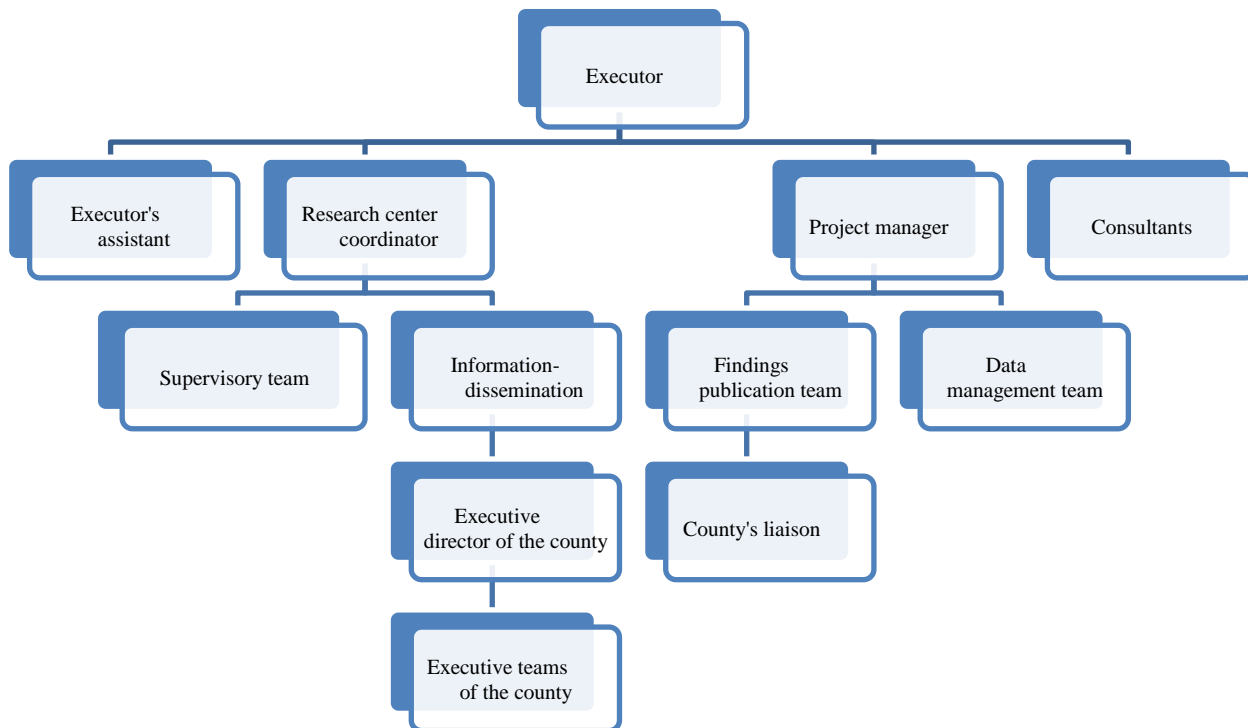 Executor
Executor's
assistant
Research center
coordinator
Project manager
Consultants
Supervisory team
Information-
dissemination
Findings
publication team
Data
management team
Executive
director of the county
County's liaison
Executive teams
of the county